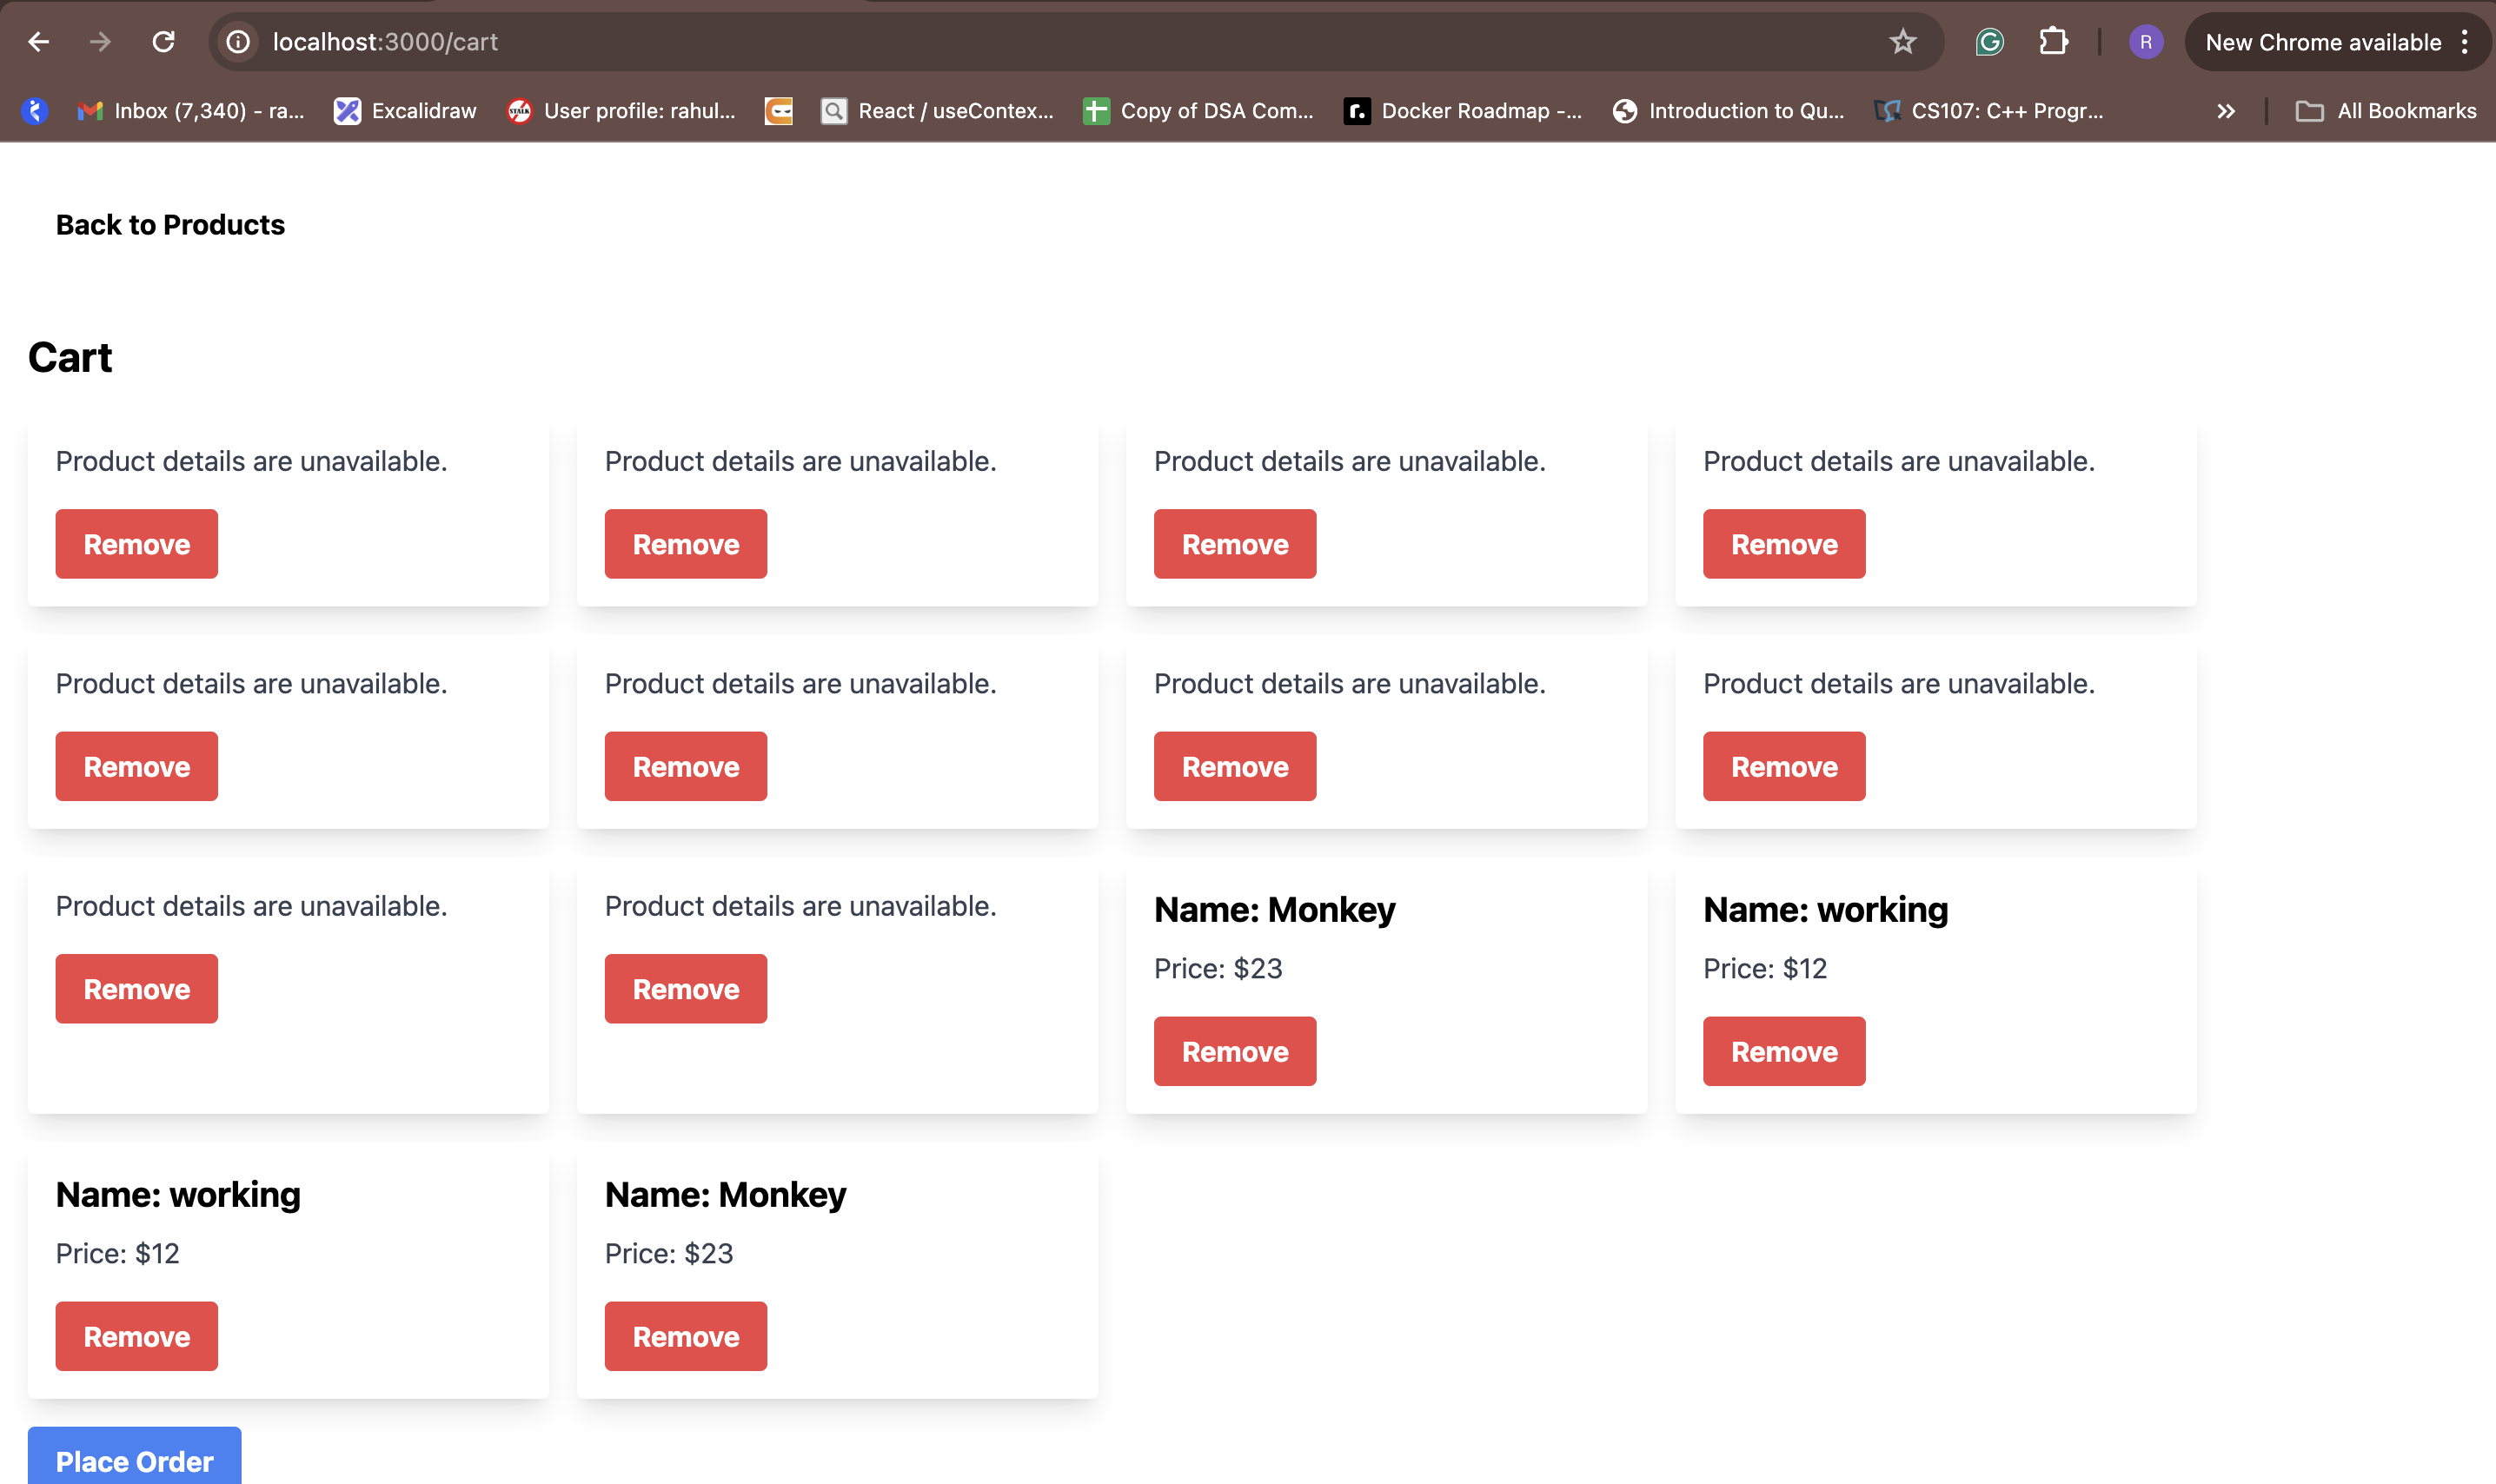 localhost:3000/cart
R
New Chrome available
Inbox (7,340) - ra...
Excalidraw
User profile: rahul...
React / useContex...
Copy of DSA Com...
Docker Roadmap -...
Introduction to Qu...
CS107: C++ Progr...
All Bookmarks
Back to Products
Cart
Product details are unavailable. Product details are unavailable. Product details are unavailable. Product details are unavailable.
Remove Remove Remove Remove
Product details are unavailable. Product details are unavailable. Product details are unavailable. Product details are unavailable.
Remove Remove Remove Remove
Product details are unavailable. Product details are unavailable. Name: Monkey Name: working
Price: $23 Price: $12
Remove Remove Remove Remove
Name: working Name: Monkey
Price: $12 Price: $23
Remove Remove
Place Order